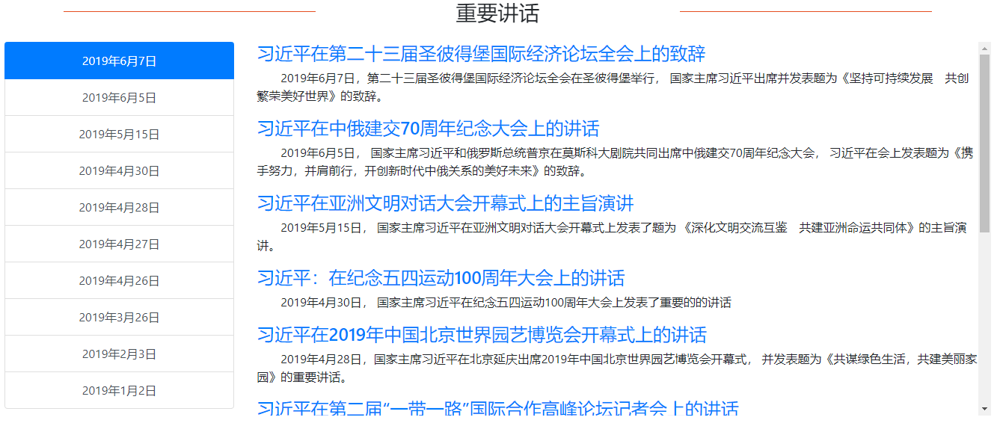 重要讲话
2019年6月7日
2019年6月5日
2019年5月15日
2019年4月30日
2019年4月28日
2019年4月27日
2019年4月26日
2019年3月26日
2019年2月3日
2019年1月2日
习近平在第二十三届圣彼得堡国际经济论坛全会上的致辞
2019年6月7日，第二十三届圣彼得堡国际经济论坛全会在圣彼得堡举行， 国家主席习近平出席并发表题为《坚持可持续发展　共创
繁荣美好世界》的致辞。
习近平在中俄建交70周年纪念大会上的讲话
2019年6月5日， 国家主席习近平和俄罗斯总统普京在莫斯科大剧院共同出席中俄建交70周年纪念大会， 习近平在会上发表题为《携
手努力，并肩前行，开创新时代中俄关系的美好未来》的致辞。
习近平在亚洲文明对话大会开幕式上的主旨演讲
2019年5月15日， 国家主席习近平在亚洲文明对话大会开幕式上发表了题为 《深化文明交流互鉴　共建亚洲命运共同体》的主旨演
讲。
习近平：在纪念五四运动100周年大会上的讲话
2019年4月30日， 国家主席习近平在纪念五四运动100周年大会上发表了重要的的讲话
习近平在2019年中国北京世界园艺博览会开幕式上的讲话
2019年4月28日，国家主席习近平在北京延庆出席2019年中国北京世界园艺博览会开幕式， 并发表题为《共谋绿色生活，共建美丽家
园》的重要讲话。
习近平在第二届“一带一路”国际合作高峰论坛记者会上的讲话